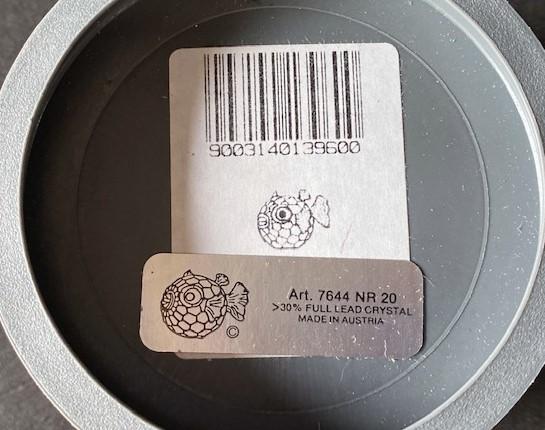 9003140139600
Art. 7644 NR 20
>30% FULL LEAD CRYSTAL
MADE IN AUSTRIA
©